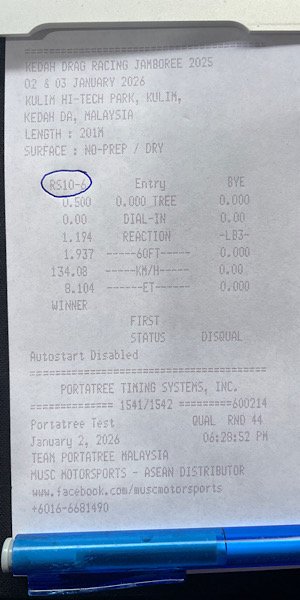 KEDAH DRAG RACING JAMBOREE 2025
02 & 03 JANUARY 2026
KULIM HI-TECH PARK, KULIM,
KEDAH DA, MALAYSIA
LENGTH : 201M
SURFACE : NO-PREP / DRY
RS10-6 Entry BYE
0.500 0.000 TREE 0.000
0.00 DIAL-IN 0.00
1.194 REACTION -LB3-
1.937 ------60FT----- 0.000
134.08 ------KM/H----- 0.00
8.104 ------ET------ 0.000
WINNER
FIRST
STATUS DISQUAL
Autostart Disabled
========================================
PORTATREE TIMING SYSTEMS, INC.
============== 1541/1542 =========600214
Portatree Test QUAL RND 44
January 2, 2026 06:28:52 PM
TEAM PORTATREE MALAYSIA
MUSC MOTORSPORTS - ASEAN DISTRIBUTOR
www.facebook.com/muscmotorsports
+6016-6681490